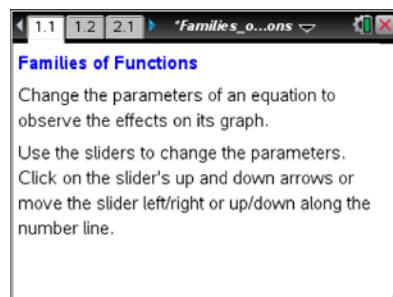 1.1 1.2 2.1 *Families_o...ons
Families of Functions
Change the parameters of an equation to
observe the effects on its graph.
Use the sliders to change the parameters.
Click on the slider's up and down arrows or
move the slider left/right or up/down along the
number line.